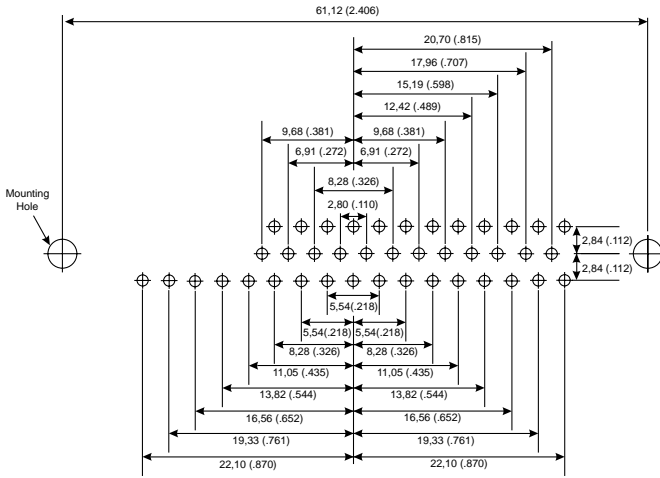 61,12 (2.406)
20,70 (.815)
17,96 (.707)
15,19 (.598)
12,42 (.489)
9,68 (.381) 9,68 (.381)
6,91 (.272) 6,91 (.272)
8,28 (.326)
2,80 (.110)
Mounting
Hole
2,84 (.112)
2,84 (.112)
5,54(.218)
5,54(.218) 5,54(.218)
8,28 (.326) 8,28 (.326)
11,05 (.435) 11,05 (.435)
13,82 (.544) 13,82 (.544)
16,56 (.652) 16,56 (.652)
19,33 (.761) 19,33 (.761)
22,10 (.870) 22,10 (.870)